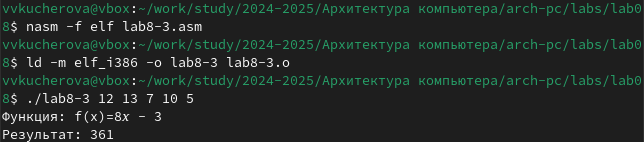 vvkucherova@vbox:~/work/study/2024-2025/Архитектура компьютера/arch-pc/labs/lab0
8$ nasm -f elf lab8-3.asm
vvkucherova@vbox:~/work/study/2024-2025/Архитектура компьютера/arch-pc/labs/lab0
8$ ld -m elf_i386 -o lab8-3 lab8-3.o
vvkucherova@vbox:~/work/study/2024-2025/Архитектура компьютера/arch-pc/labs/lab0
8$ ./lab8-3 12 13 7 10 5
Функция: f(x)=8𝑥 − 3
Результат: 361